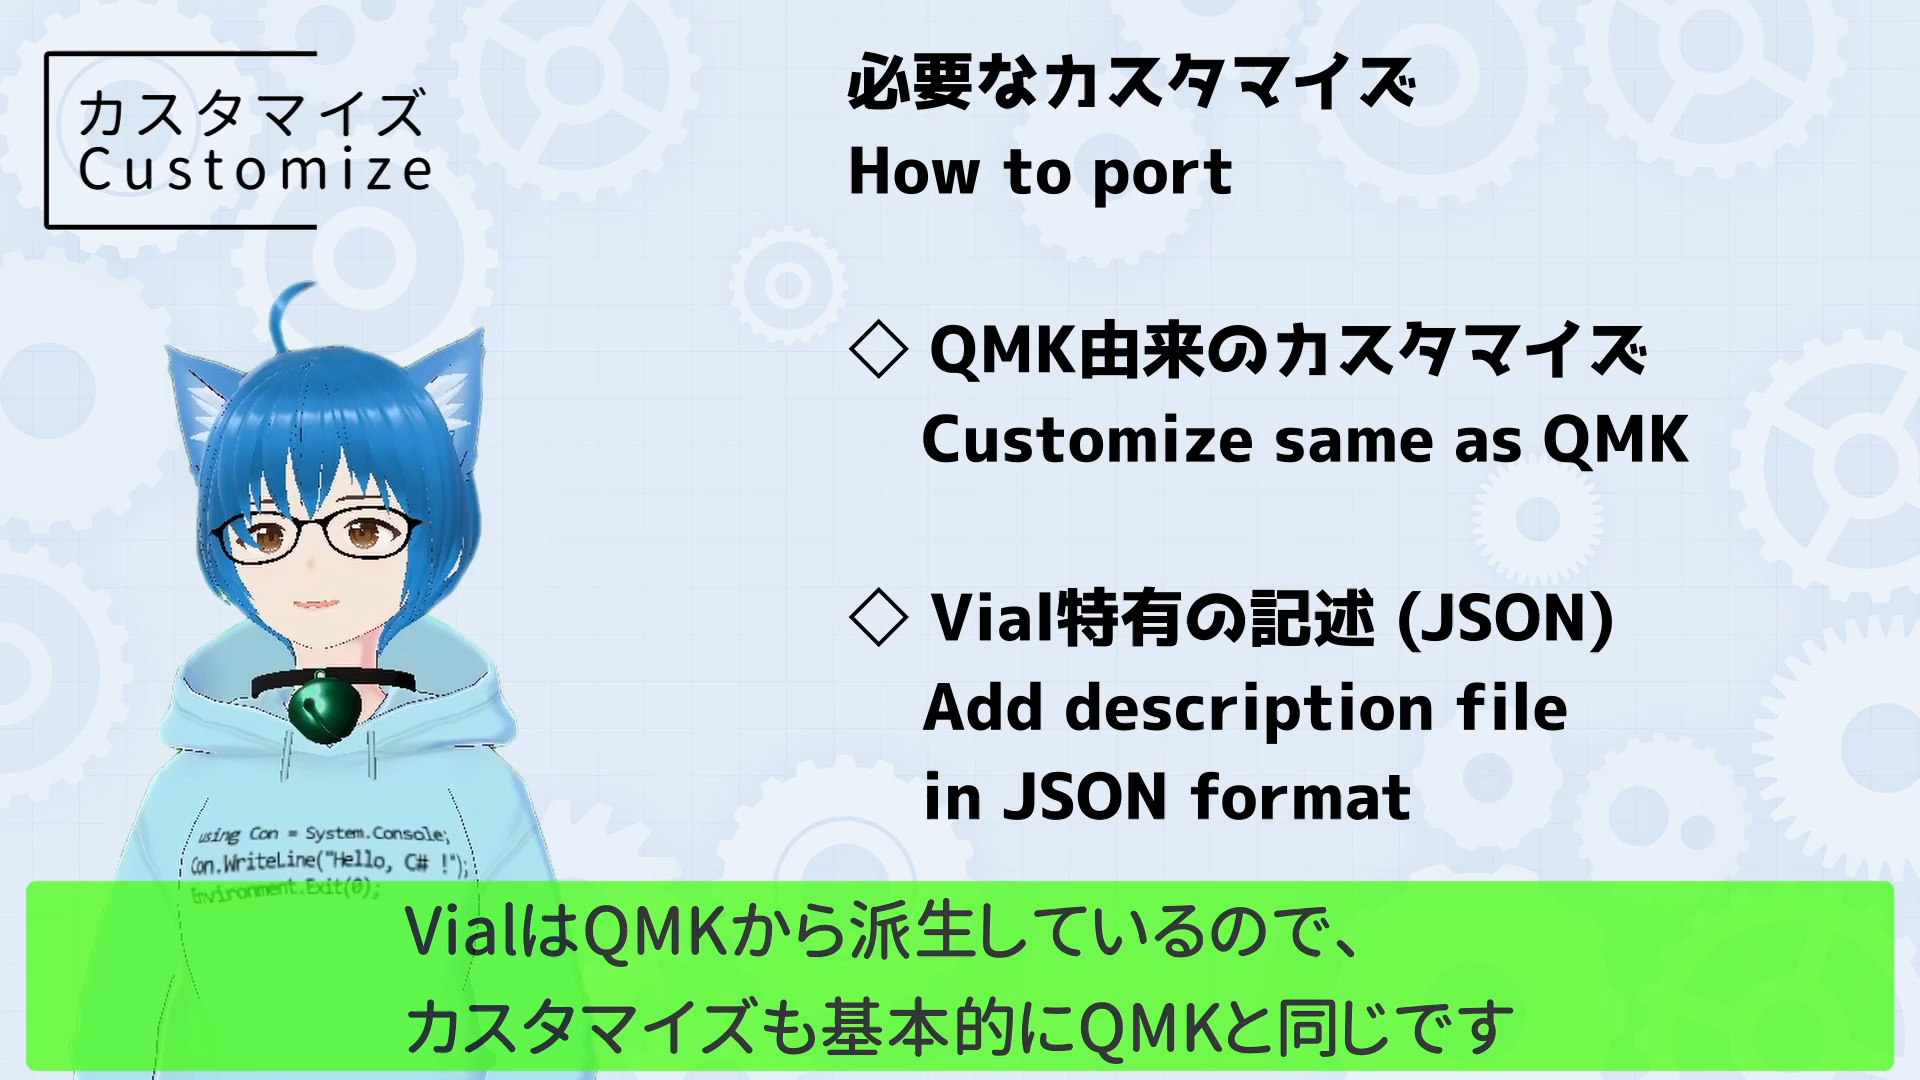 カスタマイズ
Customize
必要なカスタマイズ
How to port
◇ QMK由来のカスタマイズ
Customize same as QMK
◇ Vial特有の記述 (JSON)
Add description file
in JSON format
using Con = System.Console;
Con.WriteLine("Hello, C# !");
Environment.Exit(0);
VialはQMKから派生しているので、
カスタマイズも基本的にQMKと同じです